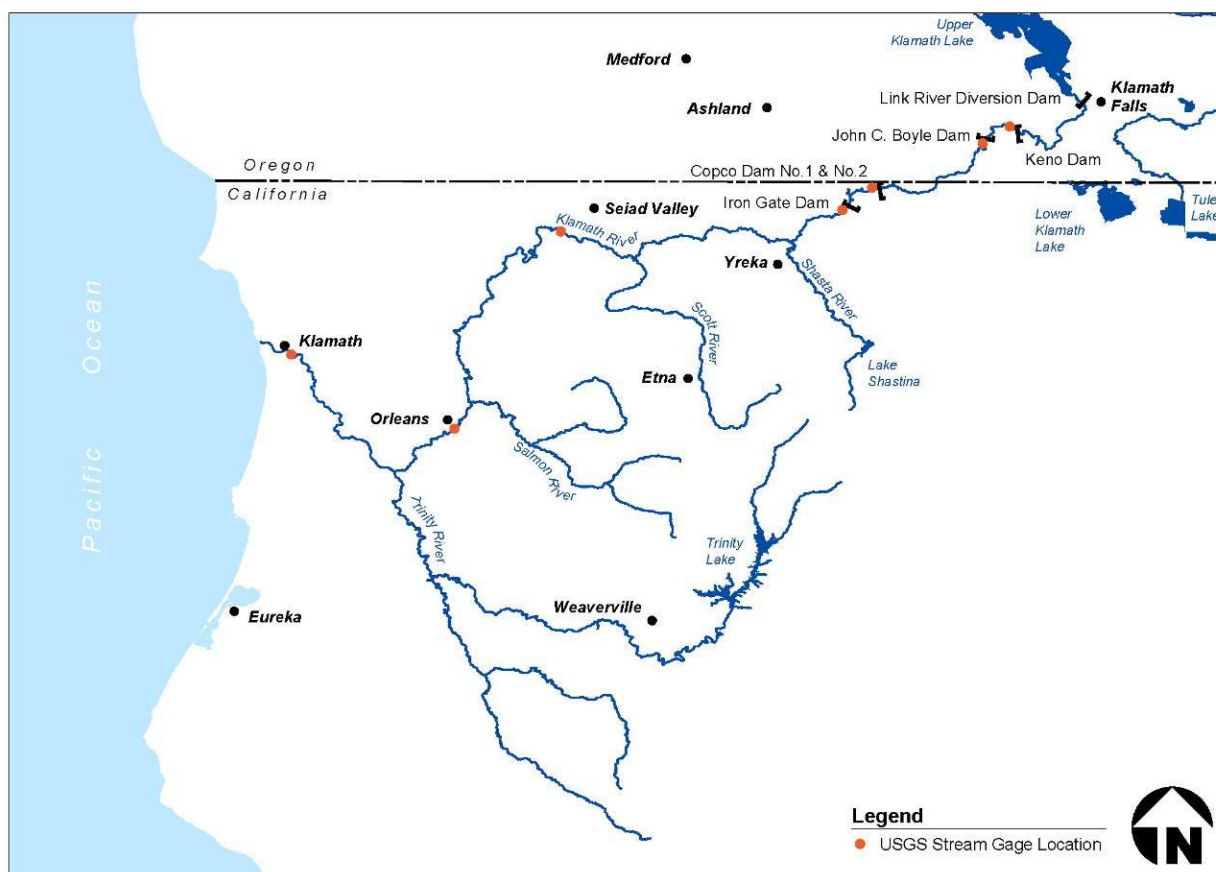 Upper
Klamath Lake
Medford
Klamath
Falls
Link River Diversion Dam
Ashland
John C. Boyle Dam
Keno Dam
Oregon
California
Copco Dam No.1 & No.2
Iron Gate Dam
Seiad Valley
Lower
Klamath
Lake
Tule
Lake
Klamath River
Yreka
Shasta River
Scott River
Pacific Ocean
Klamath
Lake
Shastina
Etna
Orleans
Salmon River
Trinity River
Trinity
Lake
Weaverville
Eureka
Legend
USGS Stream Gage Location
N